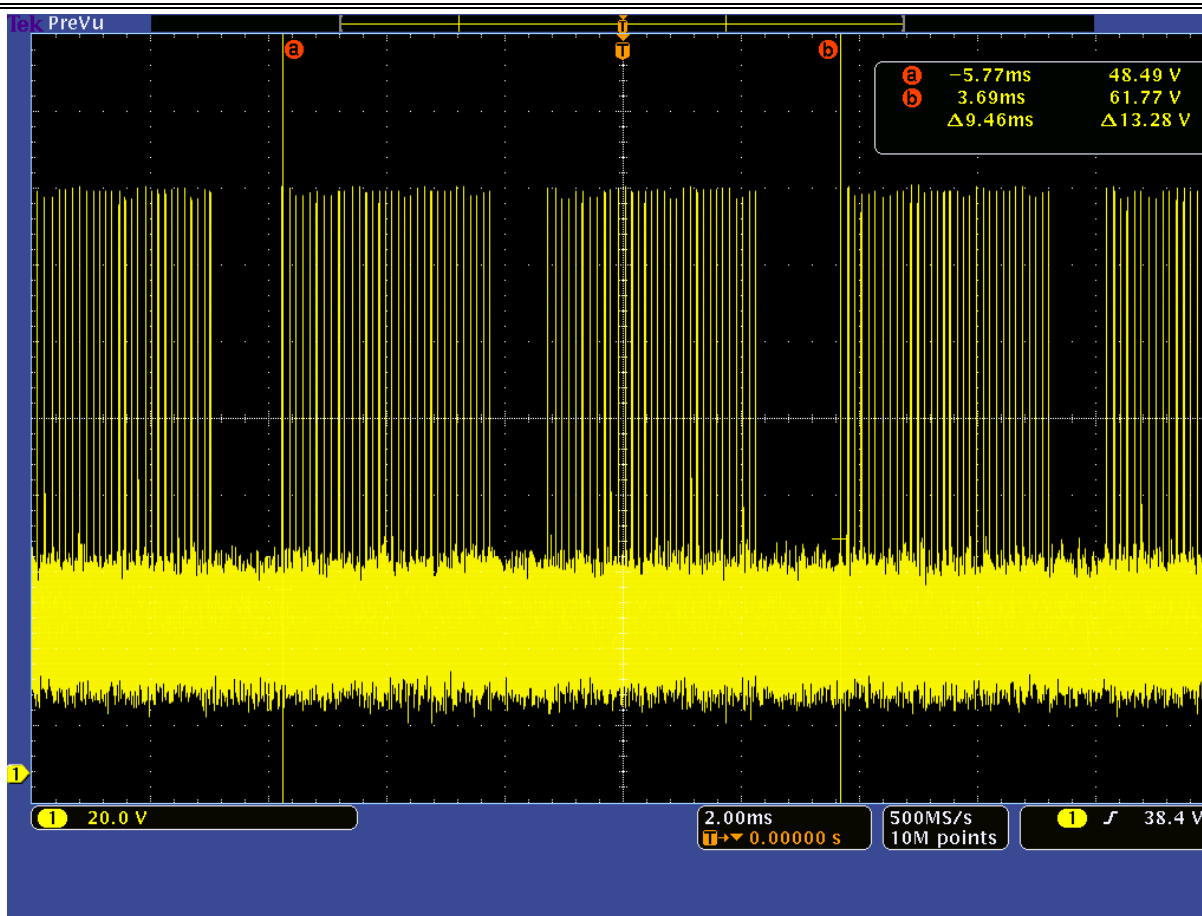 Tek PreVu
T
a T b
a −5.77ms 48.49 V
b 3.69ms 61.77 V
Δ9.46ms Δ13.28 V
1
1 20.0 V
2.00ms
T→▼ 0.00000 s
500MS/s
10M points
1 38.4 V